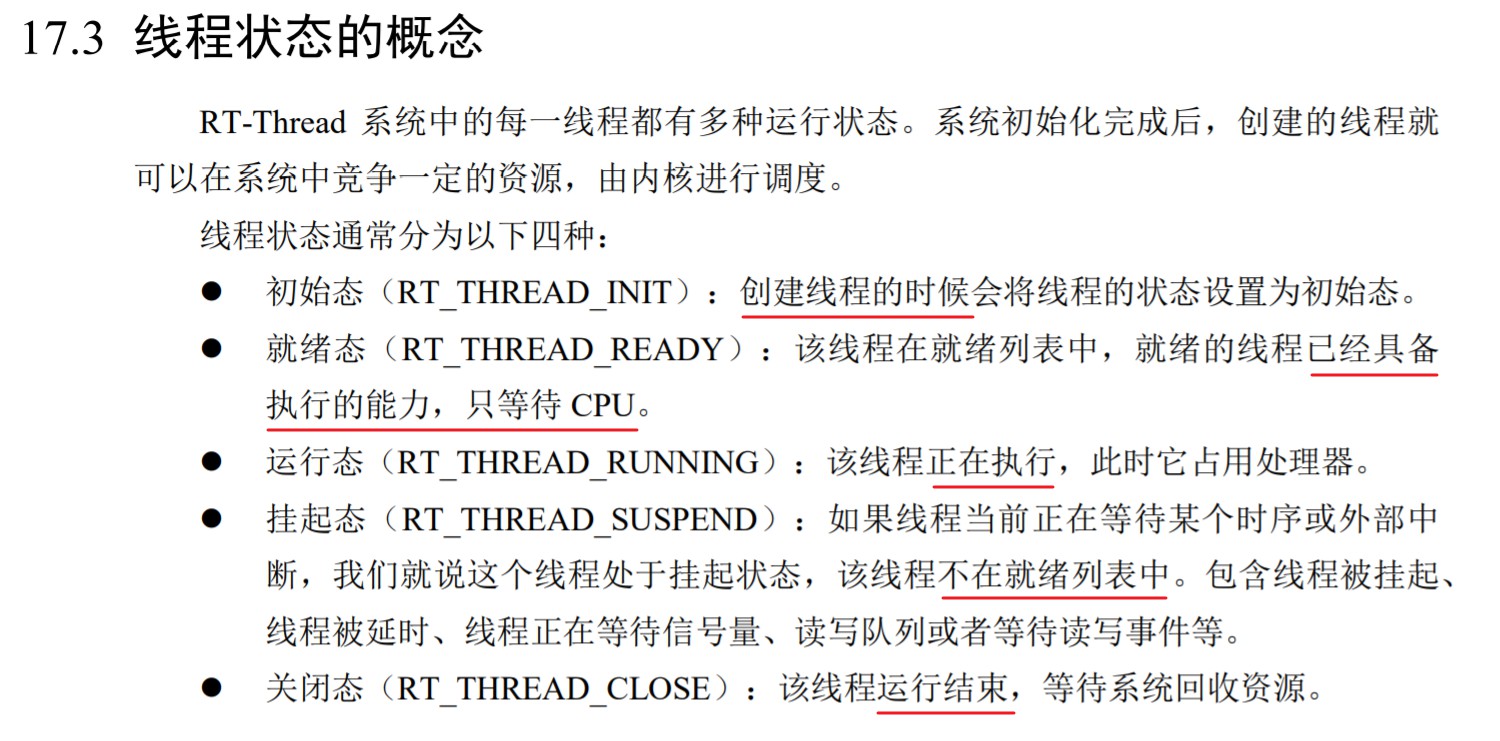 17.3 线程状态的概念
RT-Thread 系统中的每一线程都有多种运行状态。系统初始化完成后，创建的线程就
可以在系统中竞争一定的资源，由内核进行调度。
线程状态通常分为以下四种：
● 初始态（RT_THREAD_INIT）：创建线程的时候会将线程的状态设置为初始态。
● 就绪态（RT_THREAD_READY）：该线程在就绪列表中，就绪的线程已经具备
执行的能力，只等待 CPU。
● 运行态（RT_THREAD_RUNNING）：该线程正在执行，此时它占用处理器。
● 挂起态（RT_THREAD_SUSPEND）：如果线程当前正在等待某个时序或外部中
断，我们就说这个线程处于挂起状态，该线程不在就绪列表中。包含线程被挂起、
线程被延时、线程正在等待信号量、读写队列或者等待读写事件等。
● 关闭态（RT_THREAD_CLOSE）：该线程运行结束，等待系统回收资源。